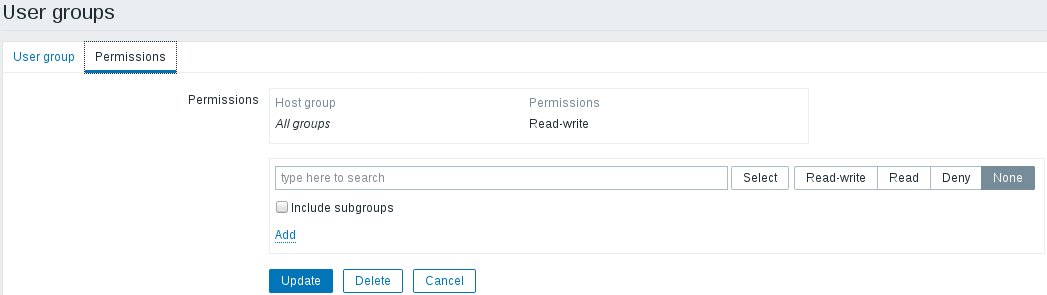 User groups
User group Permissions
Permissions Host group Permissions
All groups Read-write
type here to search Select Read-write Read Deny None
Include subgroups
Add
Update Delete Cancel